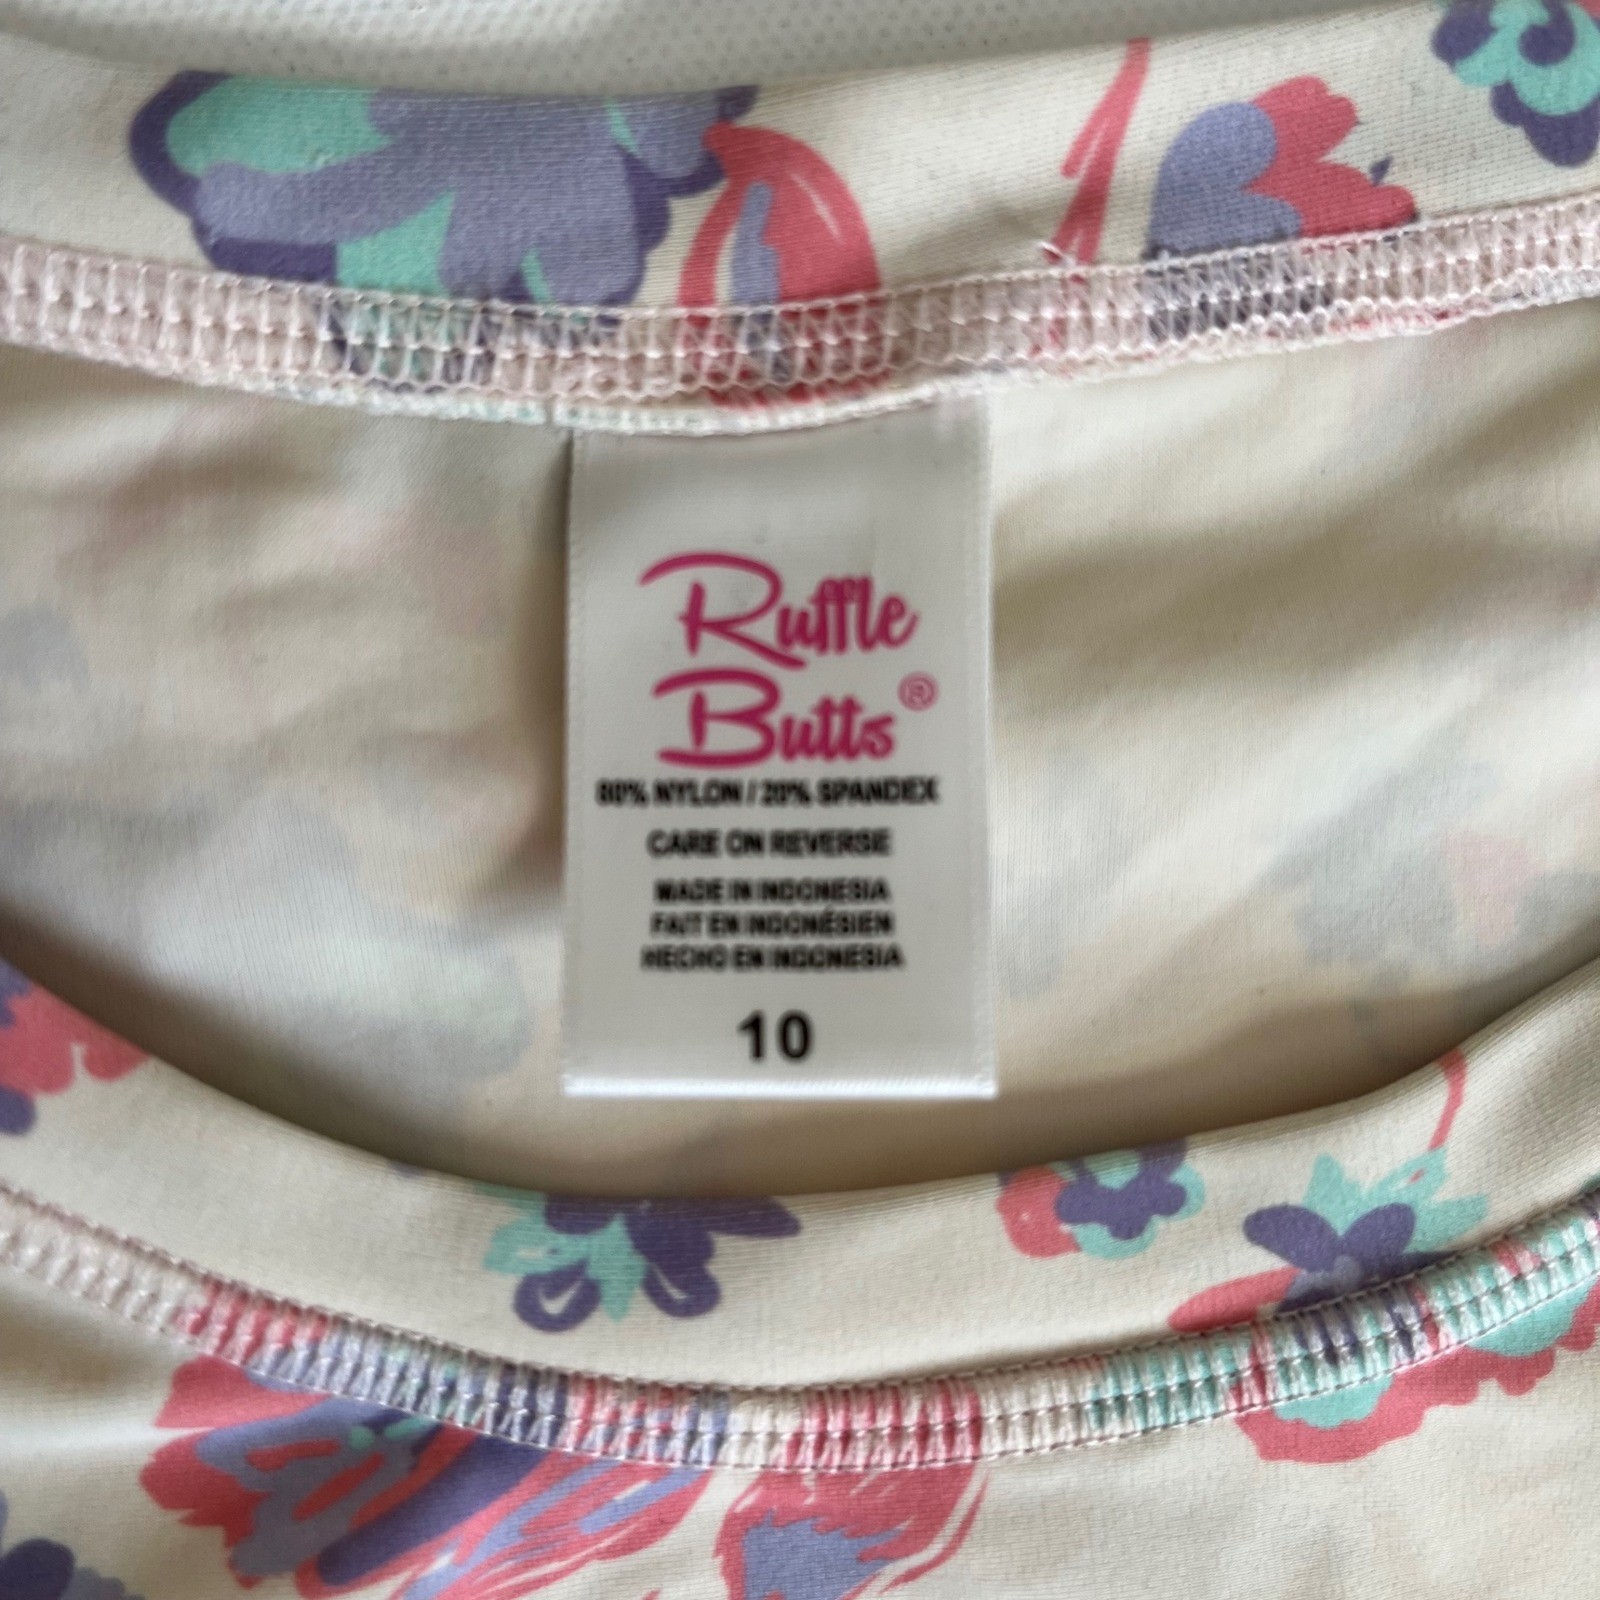 Ruffle
Butts®
80% NYLON / 20% SPANDEX
CARE ON REVERSE
MADE IN INDONESIA
FAIT EN INDONÉSIEN
HECHO EN INDONESIA
10